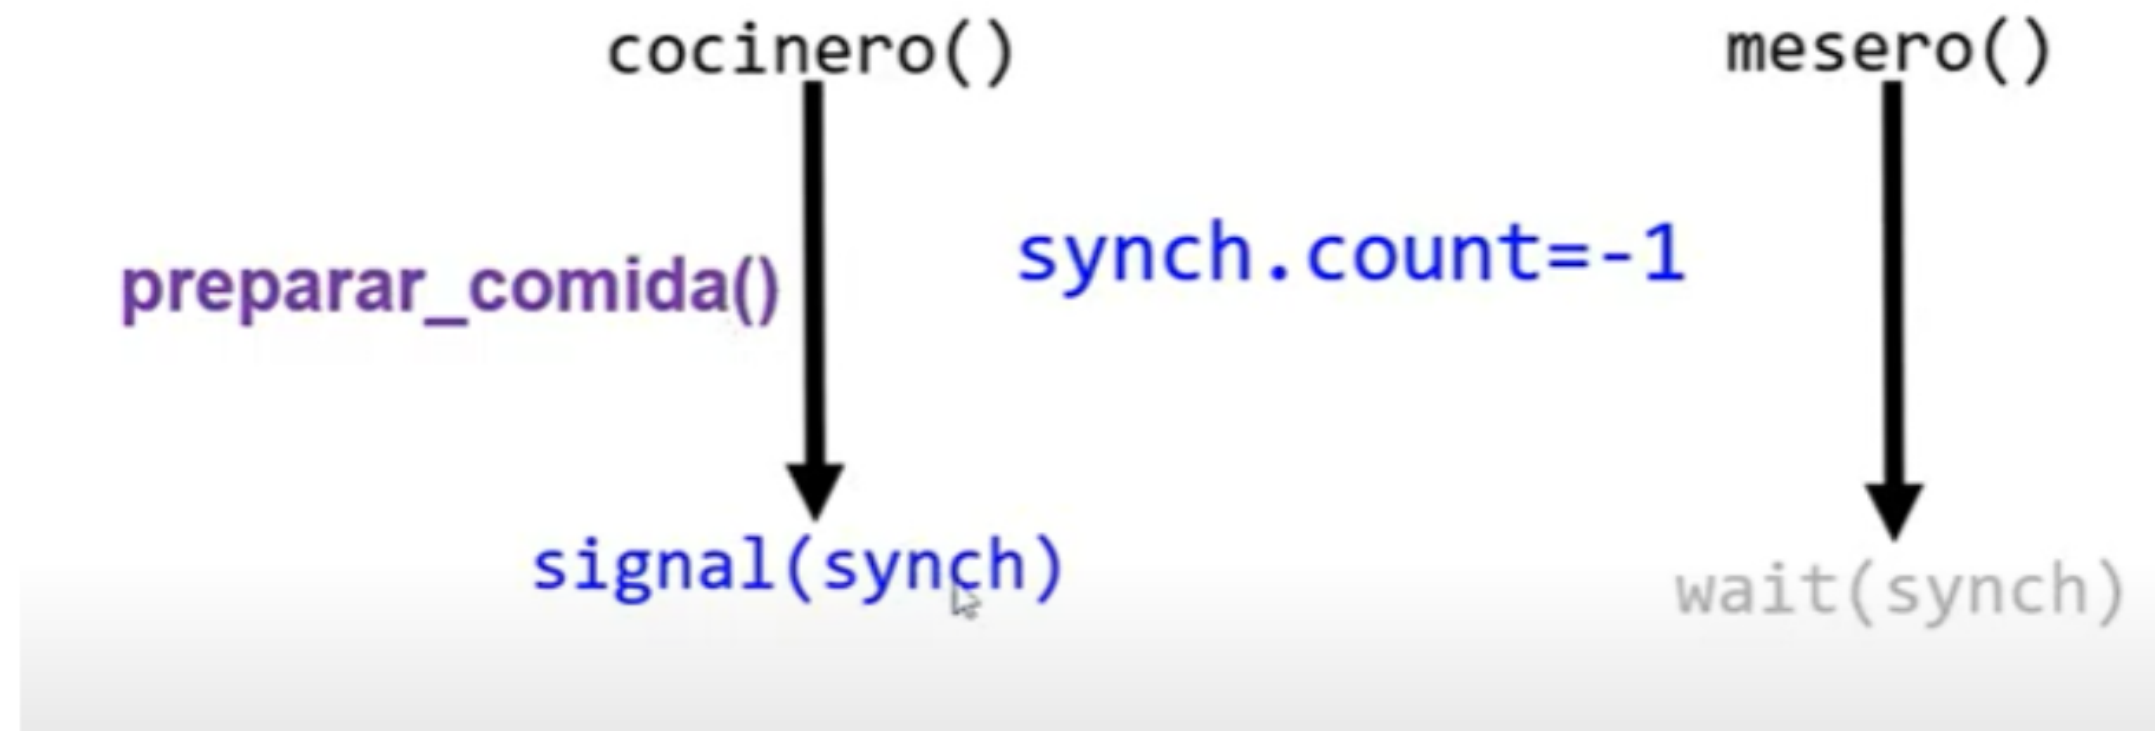 cocinero()
mesero()
synch.count=-1
preparar_comida()
signal(synch)
wait(synch)